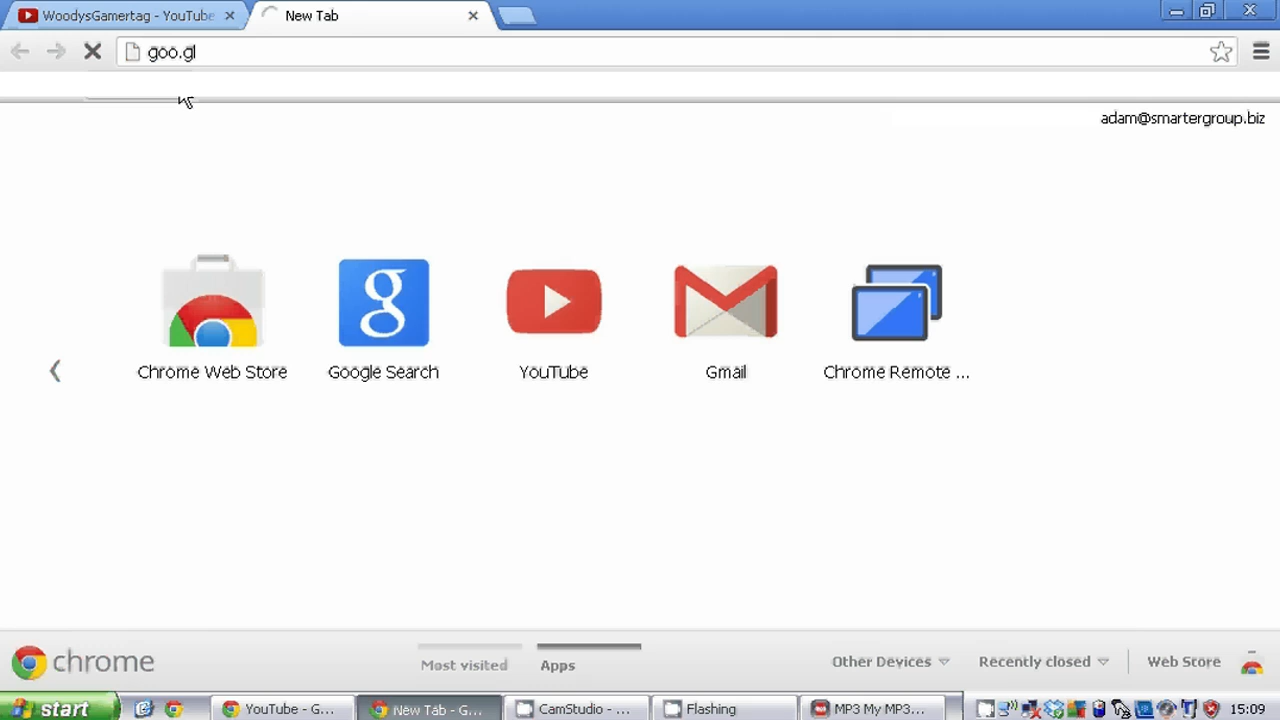 WoodysGamertag - YouTube
New Tab
goo.gl
adam@smartergroup.biz
Chrome Web Store
Google Search
YouTube
Gmail
Chrome Remote ...
chrome
Most visited
Apps
Other Devices
Recently closed
Web Store
start
YouTube - G...
New Tab - G...
CamStudio - ...
Flashing
MP3 My MP3...
15:09